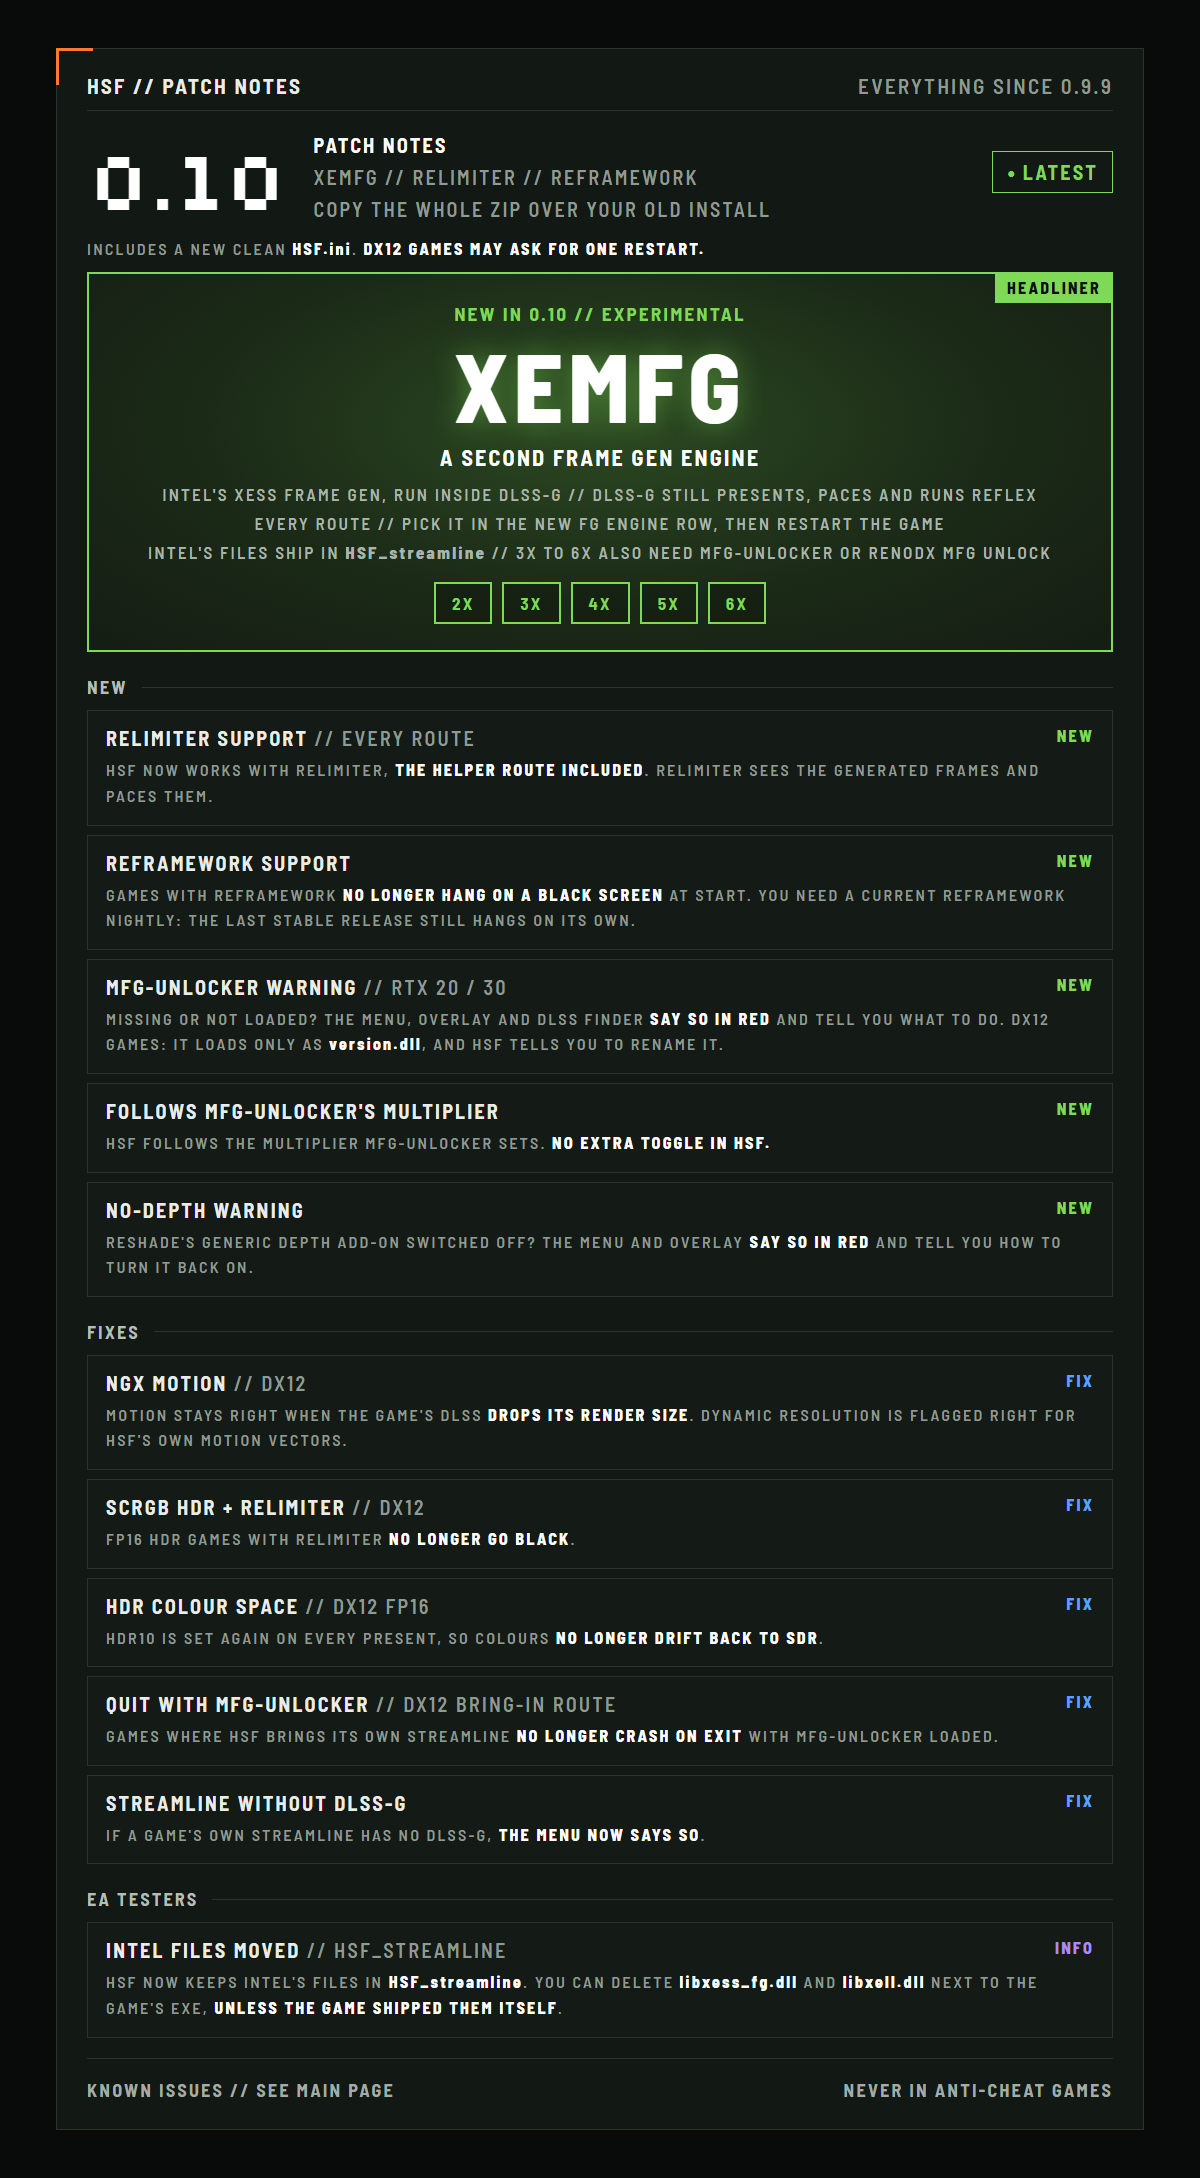 HSF // PATCH NOTES
EVERYTHING SINCE 0.9.9
0.10
PATCH NOTES
XEMFG // RELIMITER // REFRAMEWORK
COPY THE WHOLE ZIP OVER YOUR OLD INSTALL
• LATEST
INCLUDES A NEW CLEAN HSF.ini. DX12 GAMES MAY ASK FOR ONE RESTART.
HEADLINER
NEW IN 0.10 // EXPERIMENTAL
XEMFG
A SECOND FRAME GEN ENGINE
INTEL'S XESS FRAME GEN, RUN INSIDE DLSS-G // DLSS-G STILL PRESENTS, PACES AND RUNS REFLEX
EVERY ROUTE // PICK IT IN THE NEW FG ENGINE ROW, THEN RESTART THE GAME
INTEL'S FILES SHIP IN HSF_streamline // 3X TO 6X ALSO NEED MFG-UNLOCKER OR RENODX MFG UNLOCK
2X 3X 4X 5X 6X
NEW
RELIMITER SUPPORT // EVERY ROUTE
NEW
HSF NOW WORKS WITH RELIMITER, THE HELPER ROUTE INCLUDED. RELIMITER SEES THE GENERATED FRAMES AND
PACES THEM.
REFRAMEWORK SUPPORT
NEW
GAMES WITH REFRAMEWORK NO LONGER HANG ON A BLACK SCREEN AT START. YOU NEED A CURRENT REFRAMEWORK
NIGHTLY: THE LAST STABLE RELEASE STILL HANGS ON ITS OWN.
MFG-UNLOCKER WARNING // RTX 20 / 30
NEW
MISSING OR NOT LOADED? THE MENU, OVERLAY AND DLSS FINDER SAY SO IN RED AND TELL YOU WHAT TO DO. DX12
GAMES: IT LOADS ONLY AS version.dll, AND HSF TELLS YOU TO RENAME IT.
FOLLOWS MFG-UNLOCKER'S MULTIPLIER
NEW
HSF FOLLOWS THE MULTIPLIER MFG-UNLOCKER SETS. NO EXTRA TOGGLE IN HSF.
NO-DEPTH WARNING
NEW
RESHADE'S GENERIC DEPTH ADD-ON SWITCHED OFF? THE MENU AND OVERLAY SAY SO IN RED AND TELL YOU HOW TO
TURN IT BACK ON.
FIXES
NGX MOTION // DX12
FIX
MOTION STAYS RIGHT WHEN THE GAME'S DLSS DROPS ITS RENDER SIZE. DYNAMIC RESOLUTION IS FLAGGED RIGHT FOR
HSF'S OWN MOTION VECTORS.
SCRGB HDR + RELIMITER // DX12
FIX
FP16 HDR GAMES WITH RELIMITER NO LONGER GO BLACK.
HDR COLOUR SPACE // DX12 FP16
FIX
HDR10 IS SET AGAIN ON EVERY PRESENT, SO COLOURS NO LONGER DRIFT BACK TO SDR.
QUIT WITH MFG-UNLOCKER // DX12 BRING-IN ROUTE
FIX
GAMES WHERE HSF BRINGS ITS OWN STREAMLINE NO LONGER CRASH ON EXIT WITH MFG-UNLOCKER LOADED.
STREAMLINE WITHOUT DLSS-G
FIX
IF A GAME'S OWN STREAMLINE HAS NO DLSS-G, THE MENU NOW SAYS SO.
EA TESTERS
INTEL FILES MOVED // HSF_STREAMLINE
INFO
HSF NOW KEEPS INTEL'S FILES IN HSF_streamline. YOU CAN DELETE libxess_fg.dll AND libxell.dll NEXT TO THE
GAME'S EXE, UNLESS THE GAME SHIPPED THEM ITSELF.
KNOWN ISSUES // SEE MAIN PAGE
NEVER IN ANTI-CHEAT GAMES